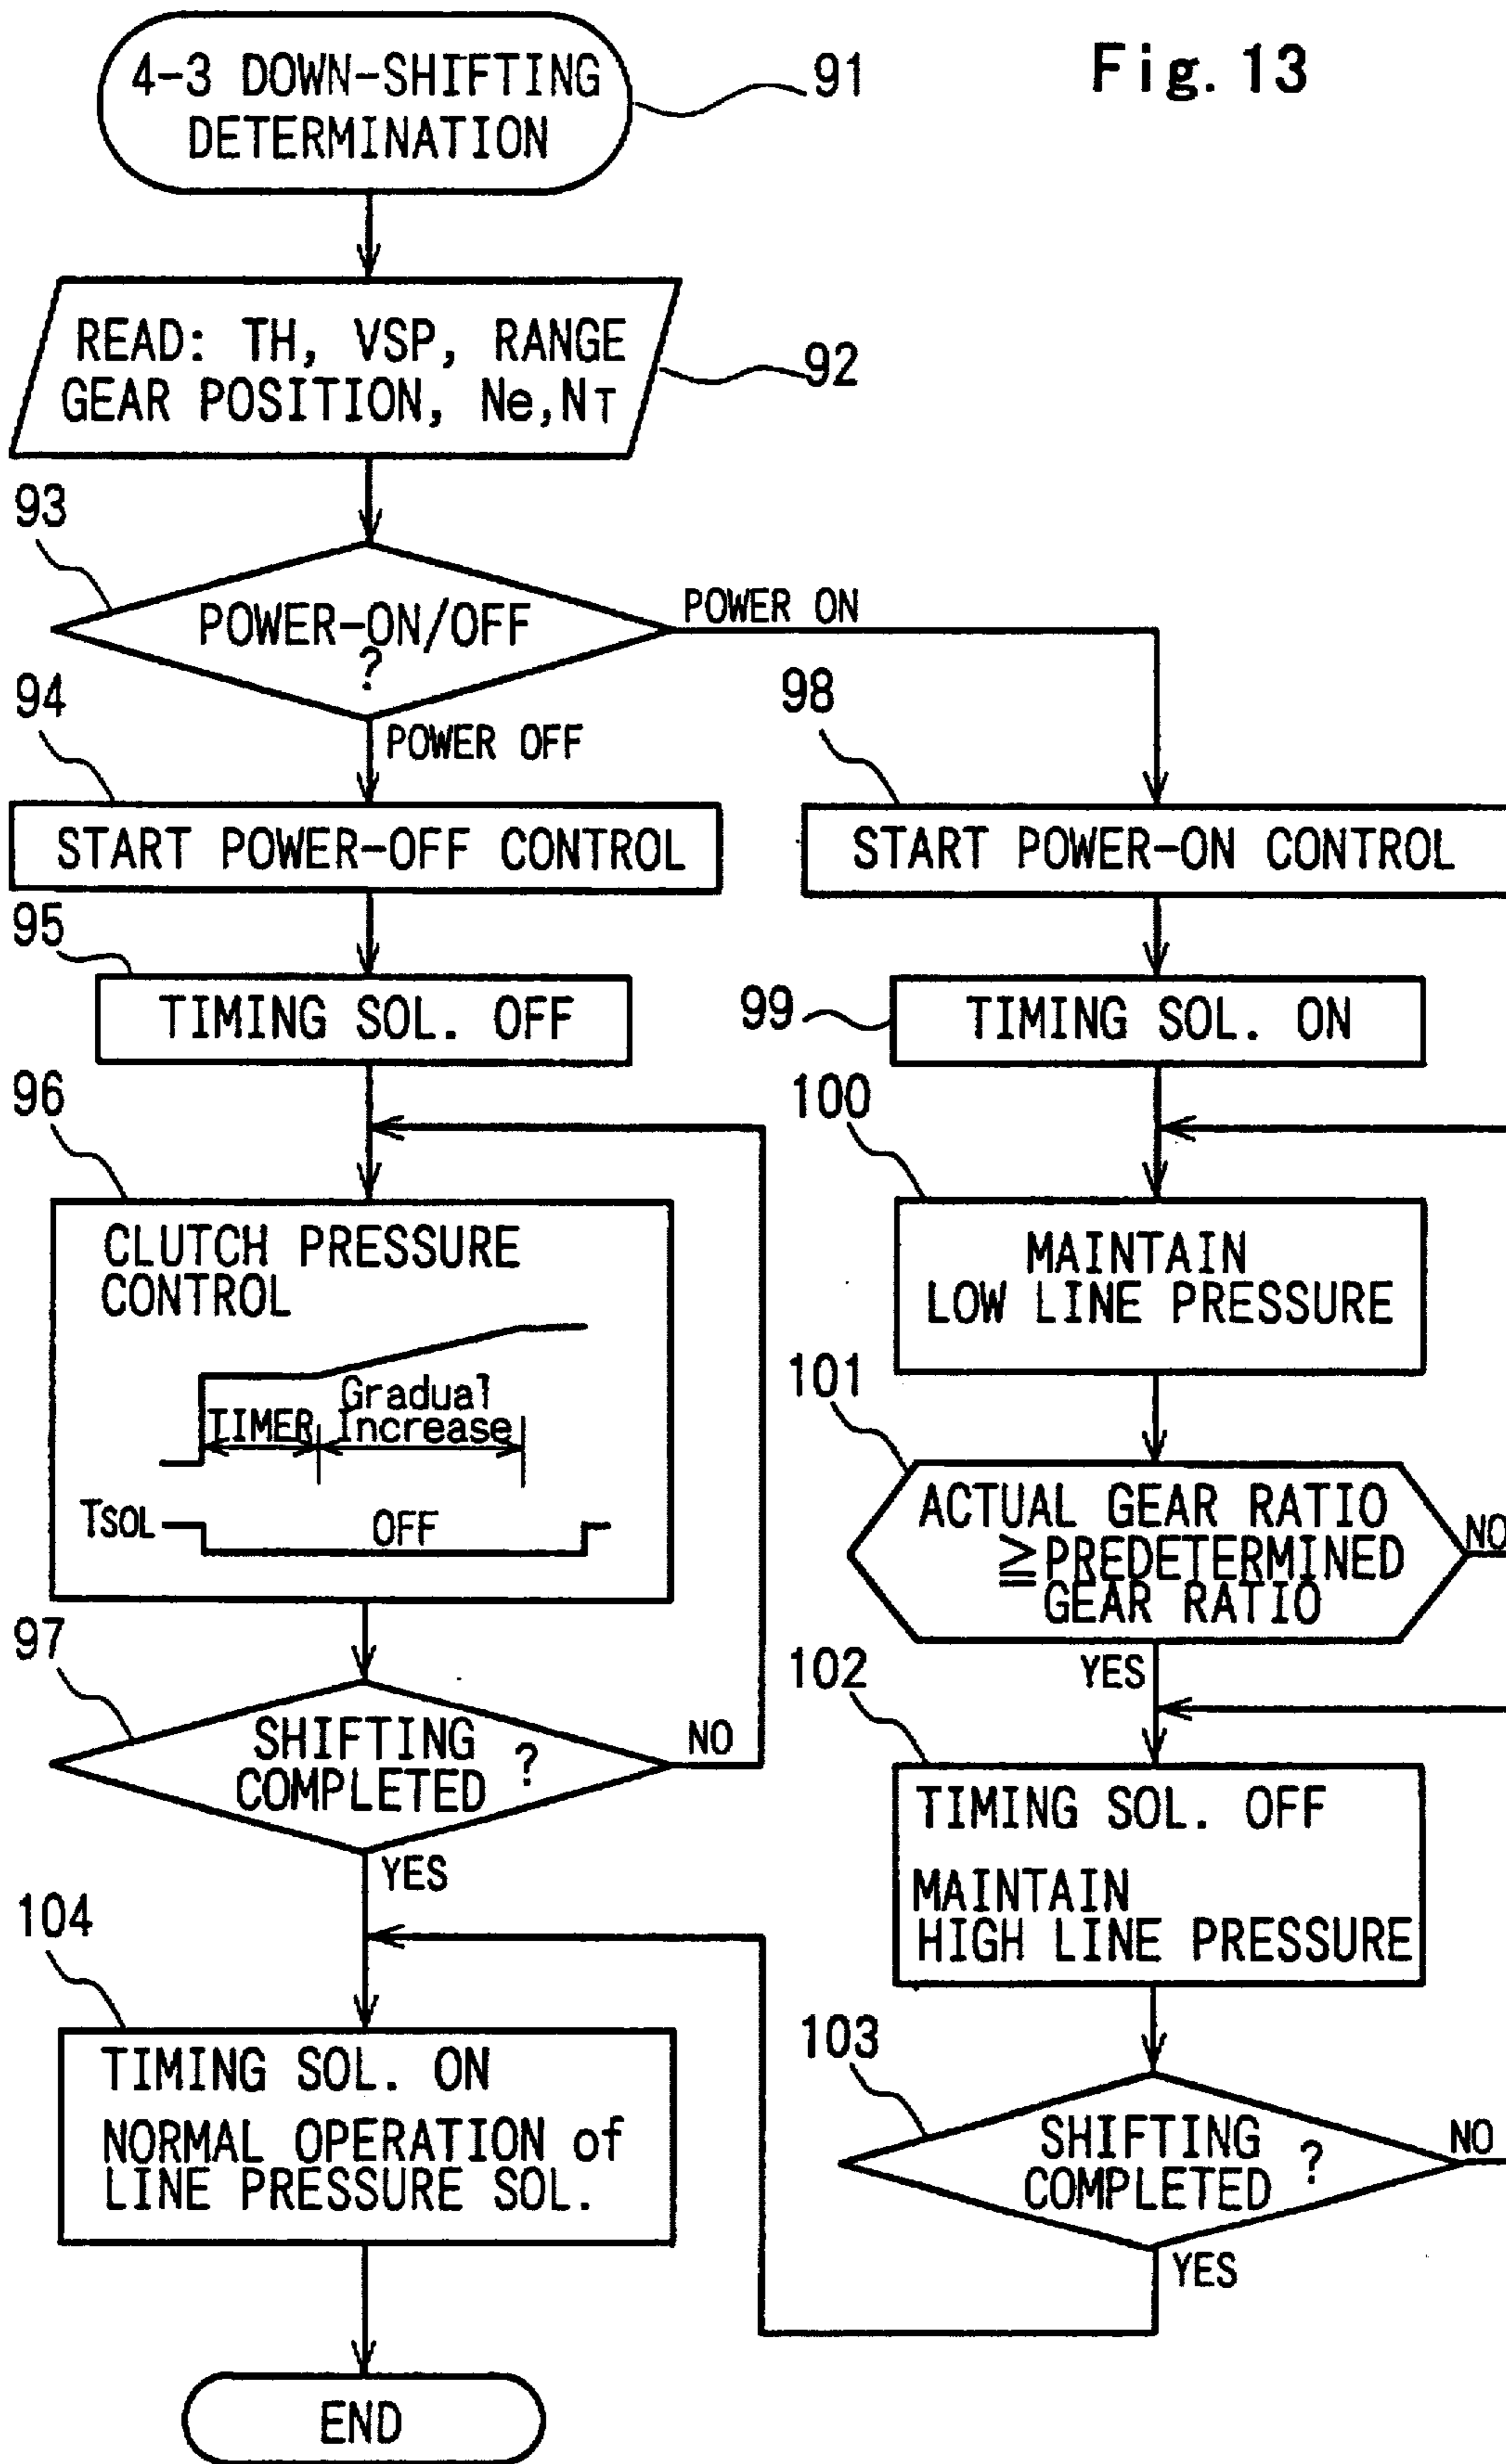 Fig. 13
4-3 DOWN-SHIFTING
DETERMINATION
91
READ: TH, VSP, RANGE
GEAR POSITION, Ne, NT
92
93
POWER-ON/OFF
?
POWER ON
POWER OFF
94
START POWER-OFF CONTROL
95
TIMING SOL. OFF
96
CLUTCH PRESSURE
CONTROL
TIMER
Gradual
Increase
TSOL
OFF
97
SHIFTING
COMPLETED ?
NO
YES
98
START POWER-ON CONTROL
99
TIMING SOL. ON
100
MAINTAIN
LOW LINE PRESSURE
101
ACTUAL GEAR RATIO
≧PREDETERMINED
GEAR RATIO
NO
YES
102
TIMING SOL. OFF
MAINTAIN
HIGH LINE PRESSURE
103
SHIFTING
COMPLETED ?
NO
YES
104
TIMING SOL. ON
NORMAL OPERATION of
LINE PRESSURE SOL.
END